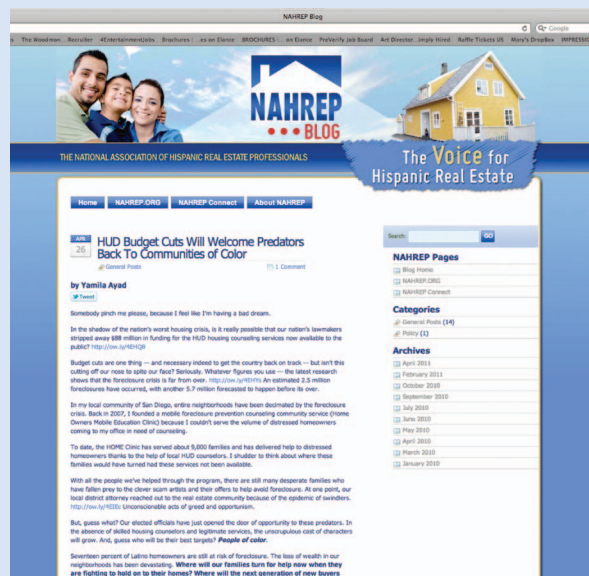 NAHREP Blog
Google
The Woodman ...Recruiter 4EntertainmentJobs Brochures : ...es on Elance BROCHURES : ... on Elance PreVerify Job Board Art Director...imply Hired Raffle Tickets US Mary's DropBox IMPRESSIO
NAHREP
BLOG
THE NATIONAL ASSOCIATION OF HISPANIC REAL ESTATE PROFESSIONALS
The Voice for
Hispanic Real Estate
Home NAHREP.ORG NAHREP Connect About NAHREP
APR
26
HUD Budget Cuts Will Welcome Predators
Back To Communities of Color
General Posts 1 Comment
by Yamila Ayad
Tweet
Somebody pinch me please, because I feel like I'm having a bad dream.
In the shadow of the nation's worst housing crisis, is it really possible that our nation's lawmakers
stripped away $88 million in funding for the HUD housing counseling services now available to the
public? http://ow.ly/4EHQB
Budget cuts are one thing — and necessary indeed to get the country back on track — but isn't this
cutting off our nose to spite our face? Seriously. Whatever figures you use — the latest research
shows that the foreclosure crisis is far from over. http://ow.ly/4EHYs An estimated 2.5 million
foreclosures have occurred, with another 5.7 million forecasted to happen before its over.
In my local community of San Diego, entire neighborhoods have been decimated by the foreclosure
crisis. Back in 2007, I founded a mobile foreclosure prevention counseling community service (Home
Owners Mobile Education Clinic) because I couldn't serve the volume of distressed homeowners
coming to my office in need of counseling.
To date, the HOME Clinic has served about 9,000 families and has delivered help to distressed
homeowners thanks to the help of local HUD counselors. I shudder to think about where these
families would have turned had these services not been available.
With all the people we've helped through the program, there are still many desperate families who
have fallen prey to the clever scam artists and their offers to help avoid foreclosure. At one point, our
local district attorney reached out to the real estate community because of the epidemic of swindlers.
Unconscionable acts of greed and opportunism.
But, guess what? Our elected officials have just opened the door of opportunity to these predators. In
the absence of skilled housing counselors and legitimate services, the unscrupulous cast of characters
will grow. And, guess who will be their best targets? People of color.
Seventeen percent of Latino homeowners are still at risk of foreclosure. The loss of wealth in our
neighborhoods has been devastating. Where will our families turn for help now when they
are fighting to hold on to their homes? Where will the next generation of new buyers
Search: GO
NAHREP Pages
Blog Home
NAHREP.ORG
NAHREP Connect
Categories
General Posts (14)
Policy (1)
Archives
April 2011
February 2011
October 2010
September 2010
July 2010
June 2010
May 2010
April 2010
March 2010
January 2010